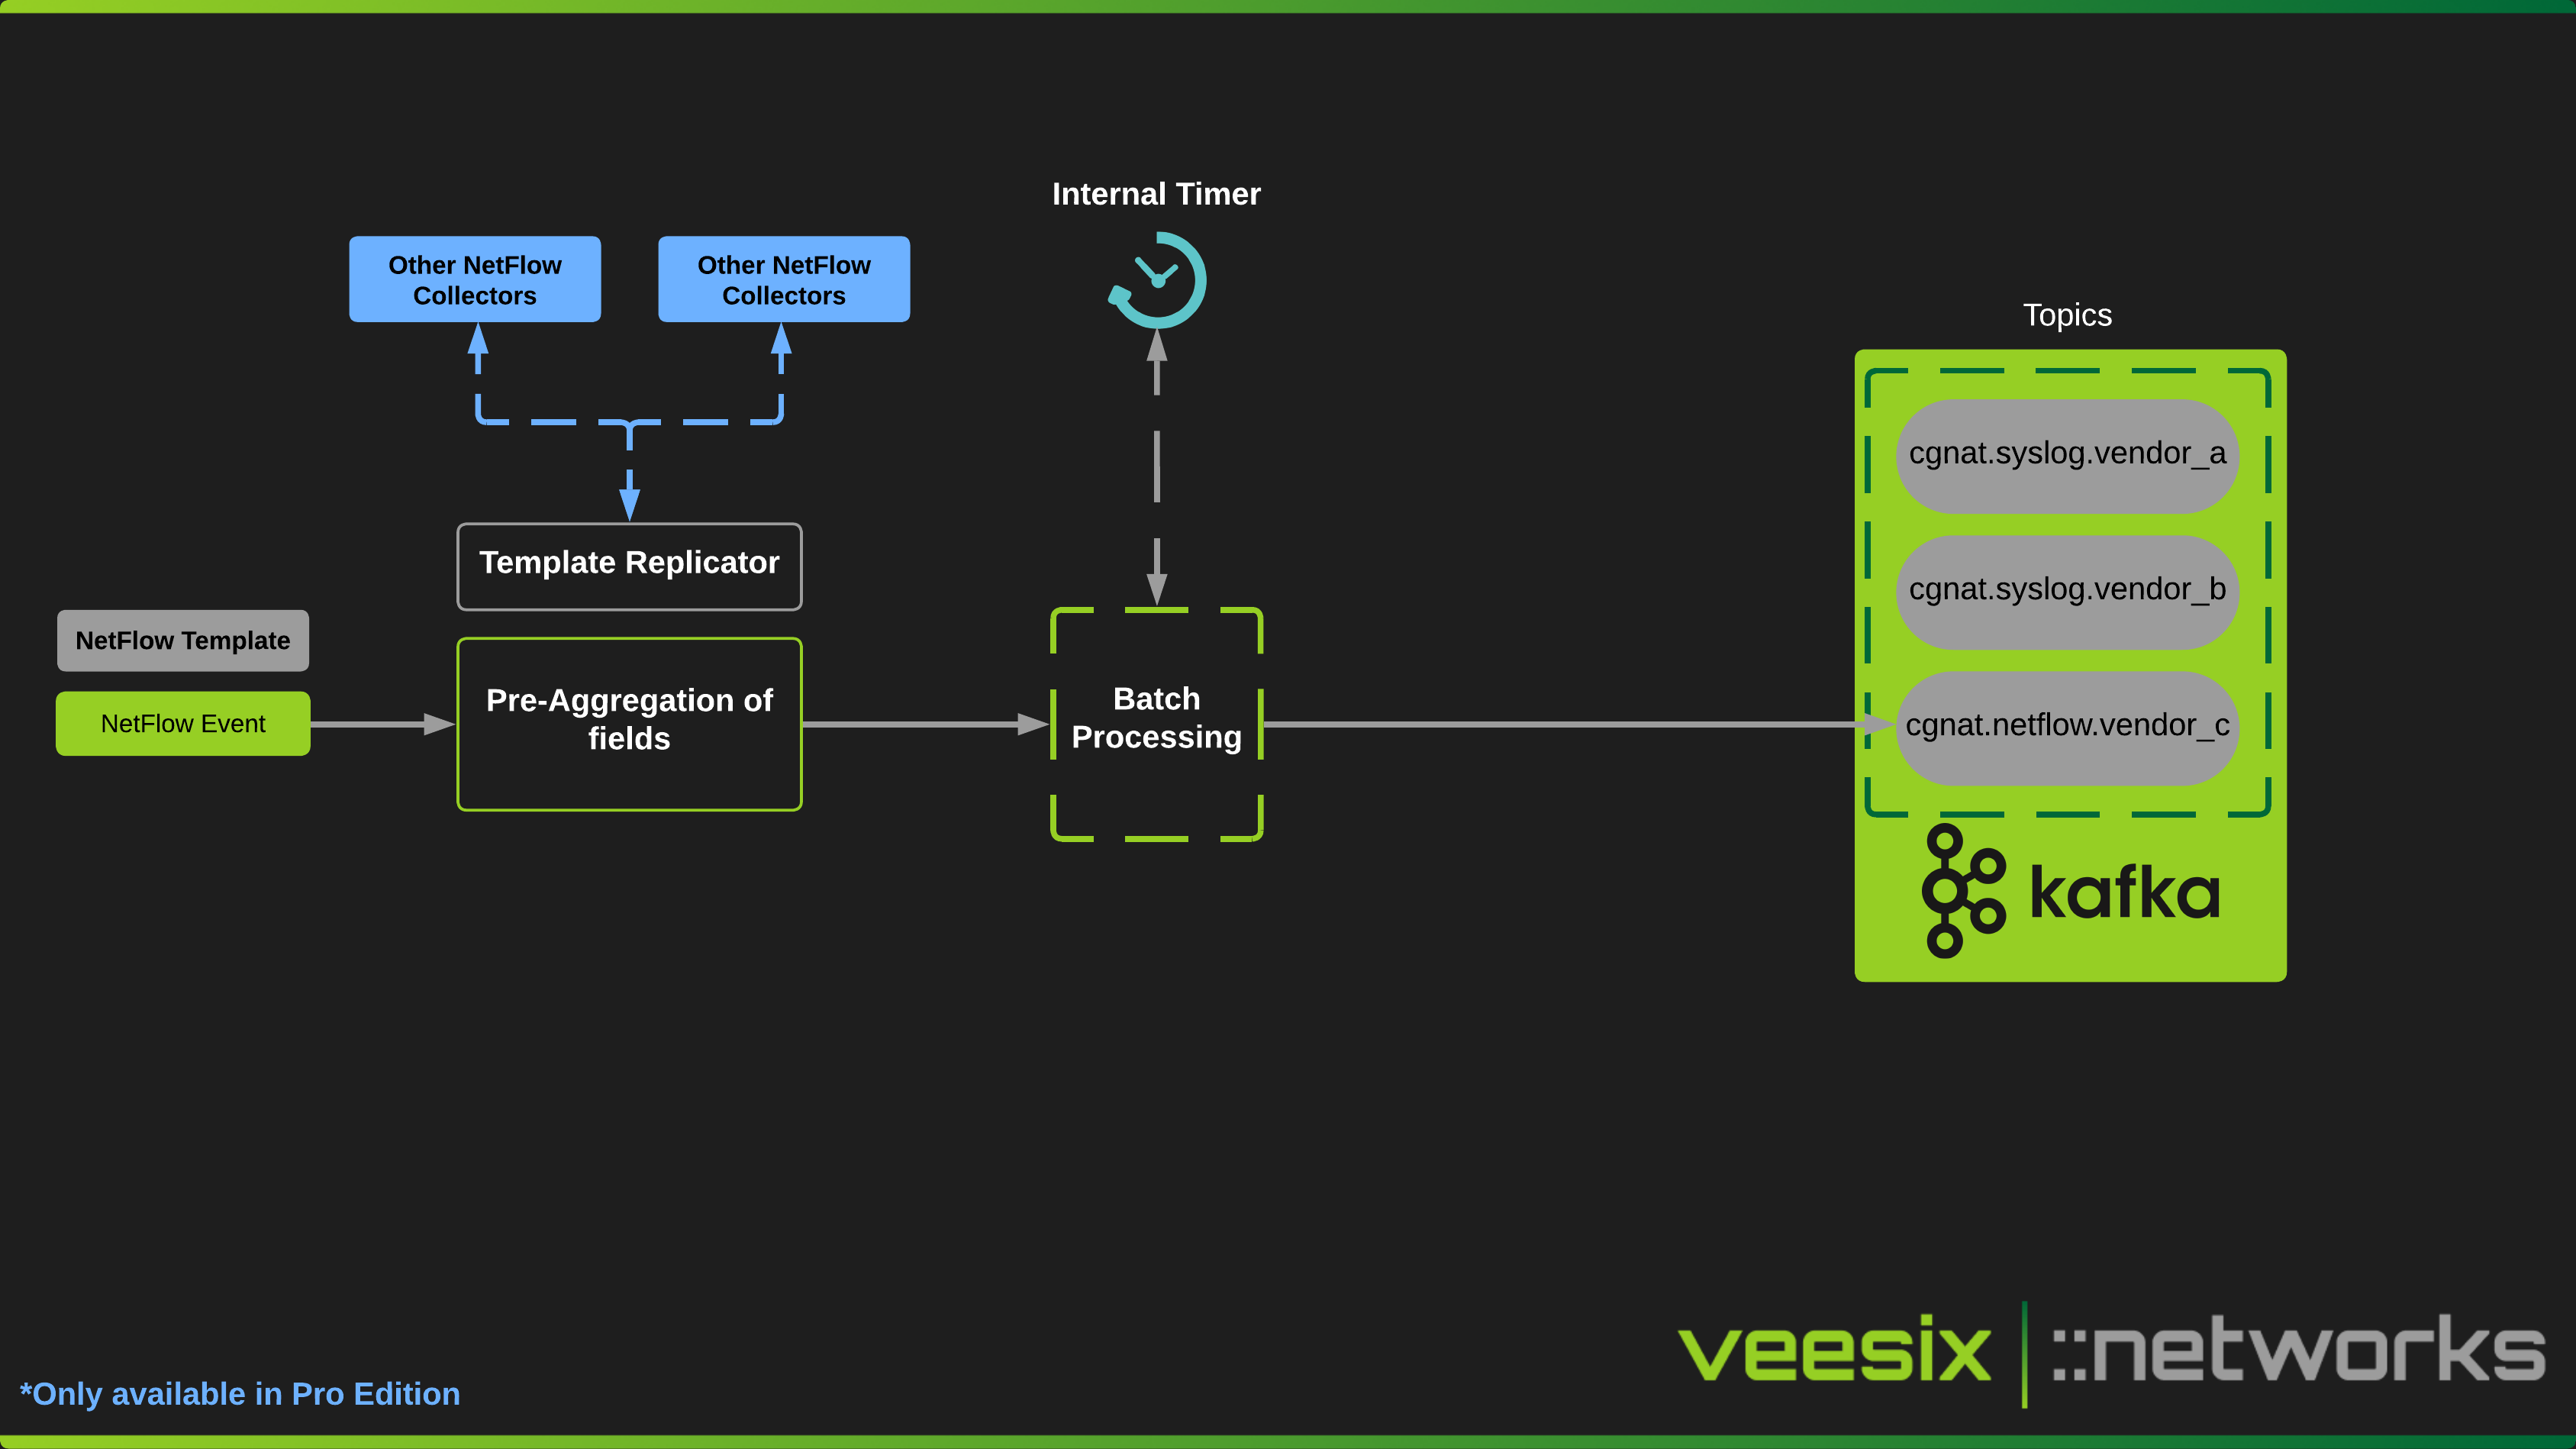 Internal Timer
Other NetFlow
Collectors
Other NetFlow
Collectors
Topics
cgnat.syslog.vendor_a
Template Replicator
cgnat.syslog.vendor_b
NetFlow Template
Pre-Aggregation of
fields
Batch
Processing
NetFlow Event
cgnat.netflow.vendor_c
kafka
veesix | ::networks
*Only available in Pro Edition